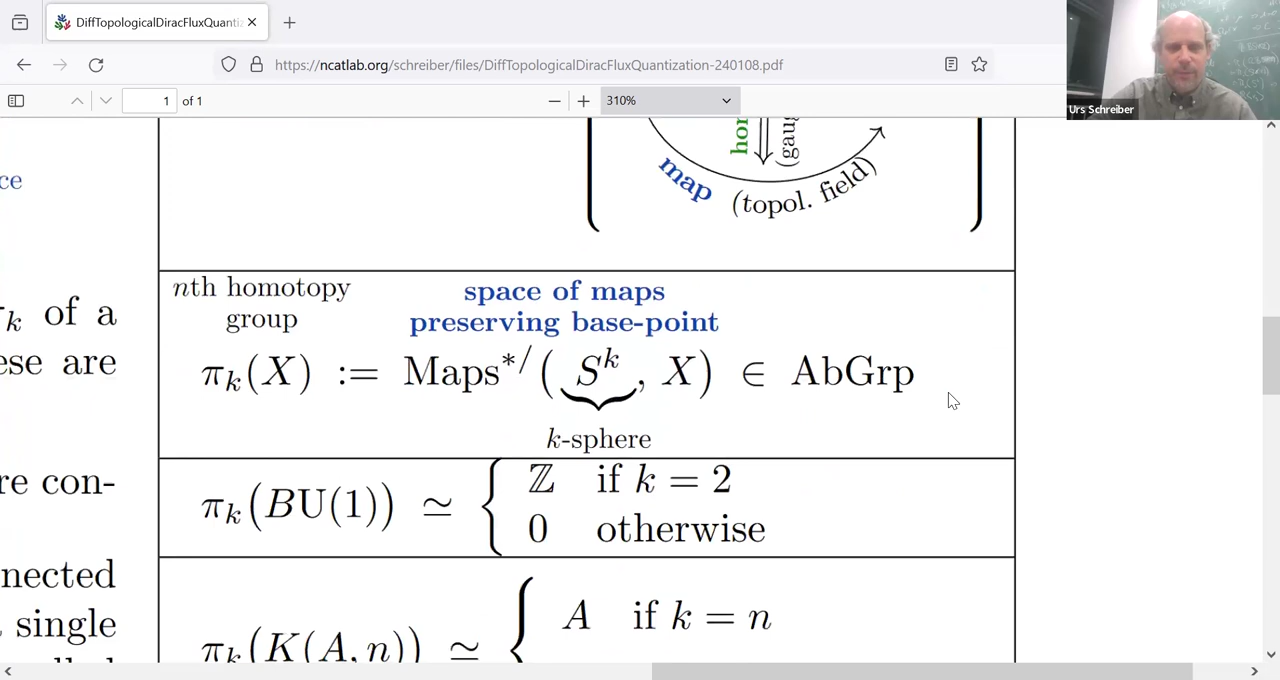 DiffTopologicalDiracFluxQuantiz
https://ncatlab.org/schreiber/files/DiffTopologicalDiracFluxQuantization-240108.pdf
1 of 1
310%
Urs Schreiber
map (topol. field)
ce
nth homotopy group
space of maps
preserving base-point
πₖ(X) := Maps*/( Sᵏ, X) ∈ AbGrp
k-sphere
k of a
ese are
re con-
πₖ(BU(1)) ≃ { ℤ if k = 2
0 otherwise
nected
single
πₖ(K(A, n)) ≃ { A if k = n